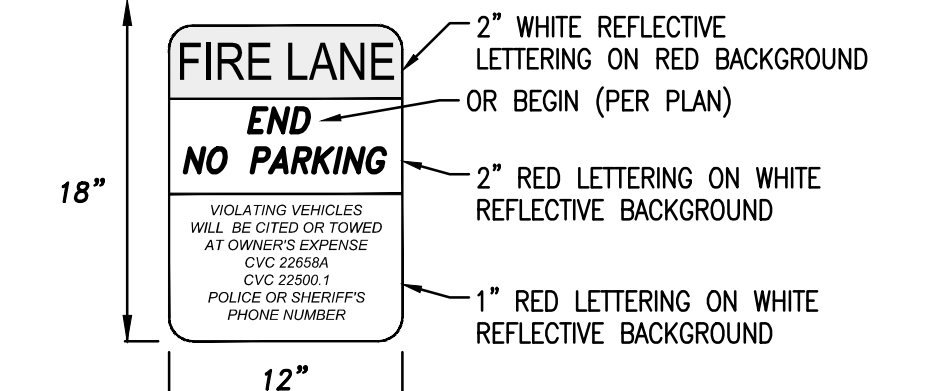 FIRE LANE
END
NO PARKING
VIOLATING VEHICLES
WILL BE CITED OR TOWED
AT OWNER'S EXPENSE
CVC 22658A
CVC 22500.1
POLICE OR SHERIFF'S
PHONE NUMBER
18"
12"
2" WHITE REFLECTIVE
LETTERING ON RED BACKGROUND
OR BEGIN (PER PLAN)
2" RED LETTERING ON WHITE
REFLECTIVE BACKGROUND
1" RED LETTERING ON WHITE
REFLECTIVE BACKGROUND